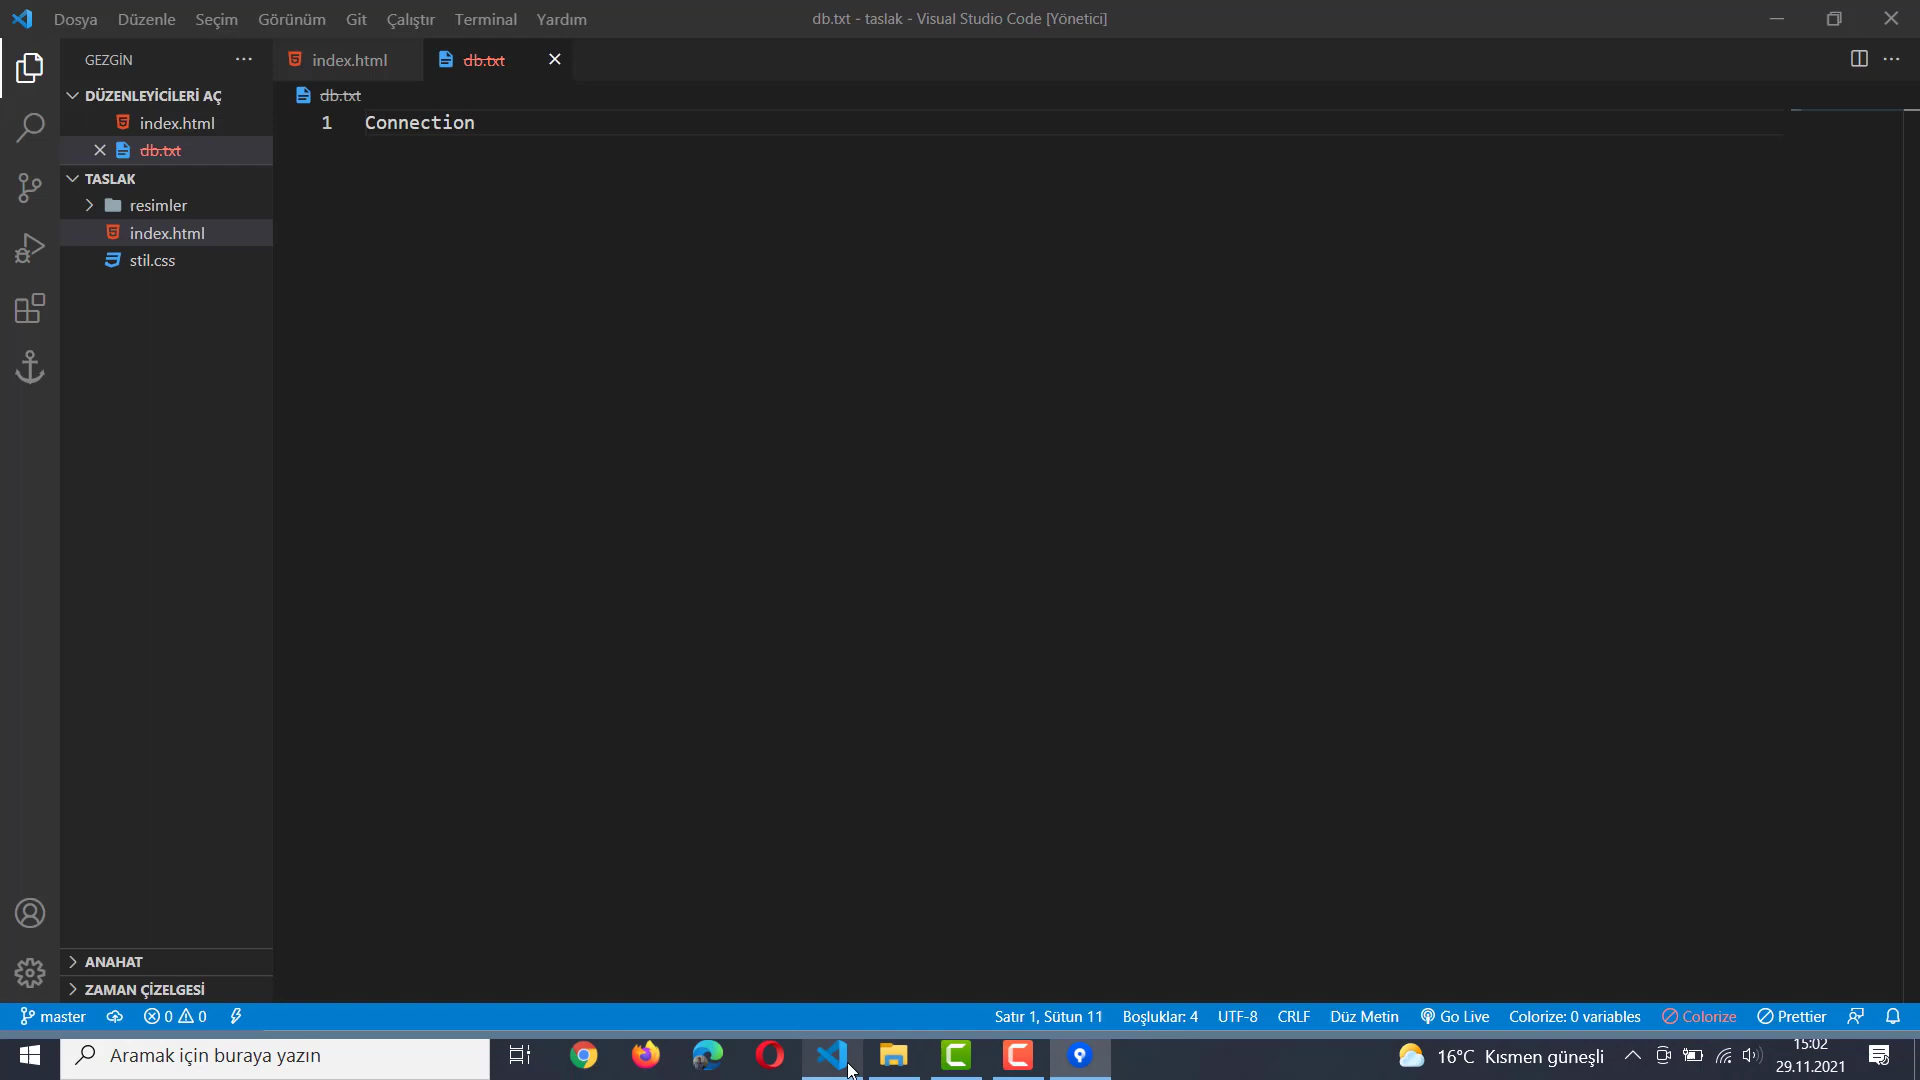 Dosya Düzenle Seçim Görünüm Git Çalıştır Terminal Yardım
db.txt - taslak - Visual Studio Code [Yönetici]
GEZGİN
index.html
db.txt
DÜZENLEYİCİLERİ AÇ
db.txt
index.html
1 Connection
db.txt
TASLAK
resimler
index.html
stil.css
ANAHAT
ZAMAN ÇİZELGESİ
master 0 0
Satır 1, Sütun 11 Boşluklar: 4 UTF-8 CRLF Düz Metin Go Live Colorize: 0 variables Colorize Prettier
Aramak için buraya yazın
16°C Kısmen güneşli
15:02
29.11.2021